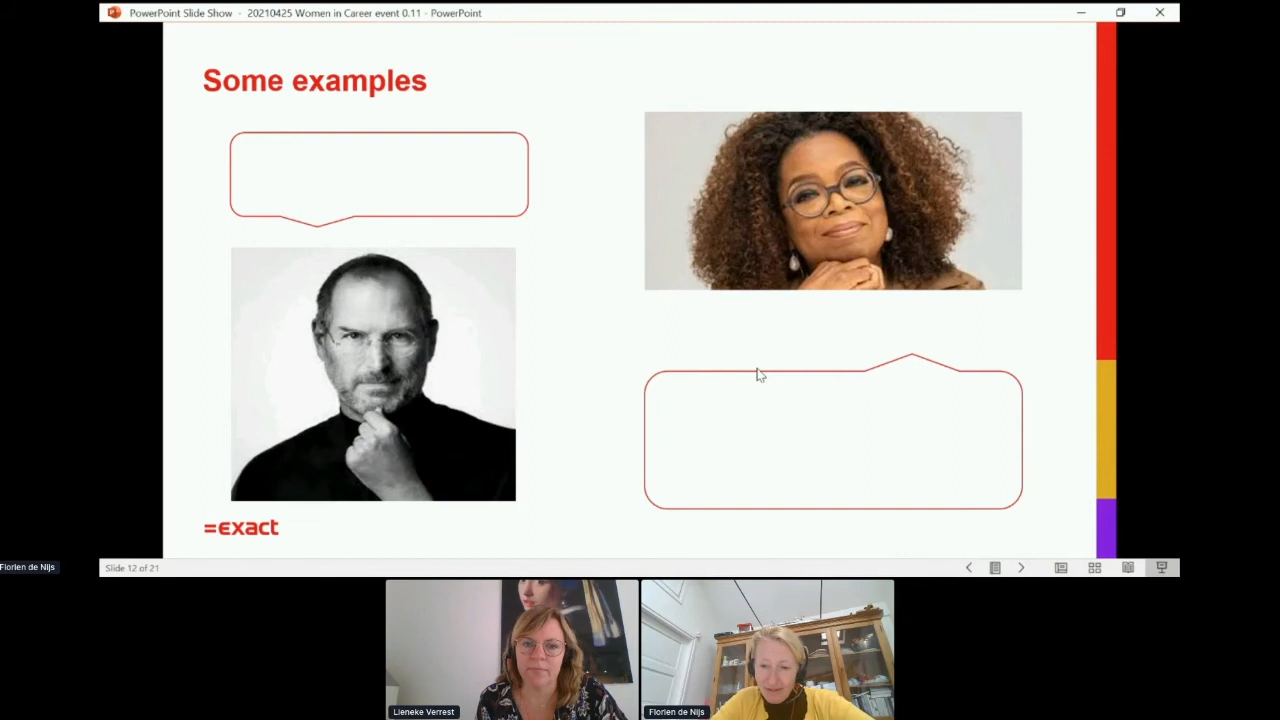 PowerPoint Slide Show - 20210425 Women in Career event 0.11 - PowerPoint
Some examples
=exact
Slide 12 of 21
Florien de Nijs
Lieneke Verrest
Florien de Nijs